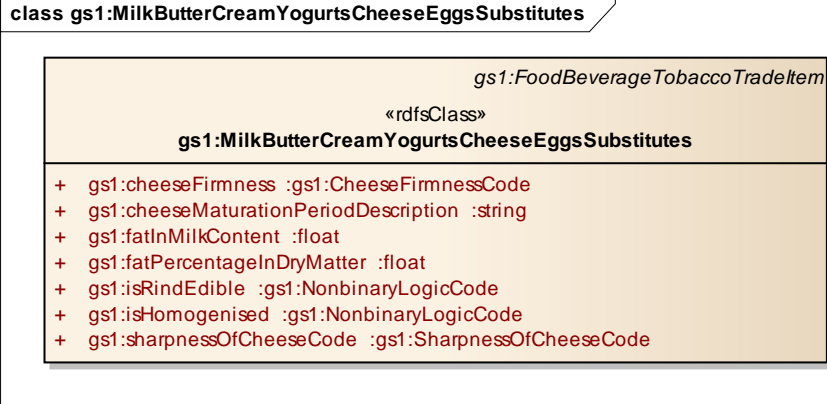 class gs1:MilkButterCreamYogurtsCheeseEggsSubstitutes
gs1:FoodBeverageTobaccoTradeItem
«rdfsClass»
gs1:MilkButterCreamYogurtsCheeseEggsSubstitutes
+ gs1:cheeseFirmness :gs1:CheeseFirmnessCode
+ gs1:cheeseMaturationPeriodDescription :string
+ gs1:fatInMilkContent :float
+ gs1:fatPercentageInDryMatter :float
+ gs1:isRindEdible :gs1:NonbinaryLogicCode
+ gs1:isHomogenised :gs1:NonbinaryLogicCode
+ gs1:sharpnessOfCheeseCode :gs1:SharpnessOfCheeseCode